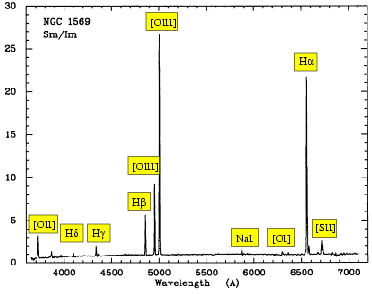 NGC 1569
Sm/Im
[OIII]
Hα
[OIII]
Hβ
[OII]
Hδ
Hγ
NaI
[OI]
[SII]
30
25
20
15
10
5
0
4000 4500 5000 5500 6000 6500 7000
Wavelength (A)